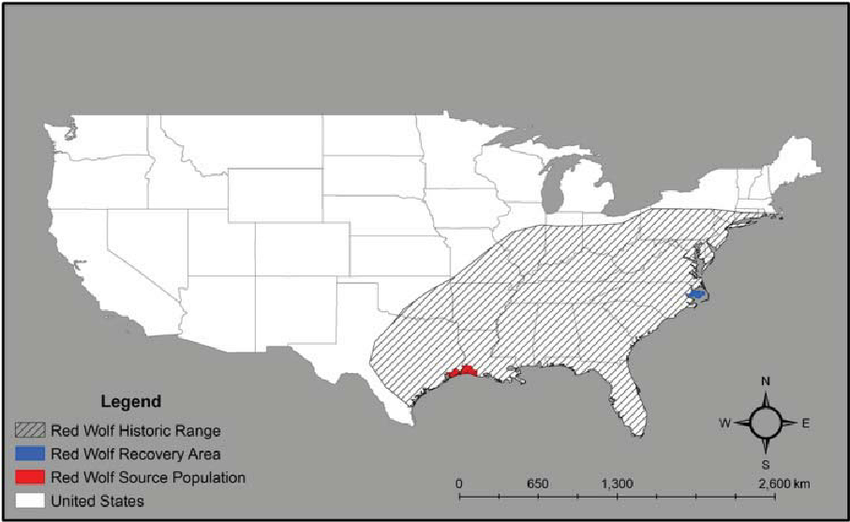 Legend
Red Wolf Historic Range
Red Wolf Recovery Area
Red Wolf Source Population
United States
N
W E
S
0 650 1,300 2,600 km